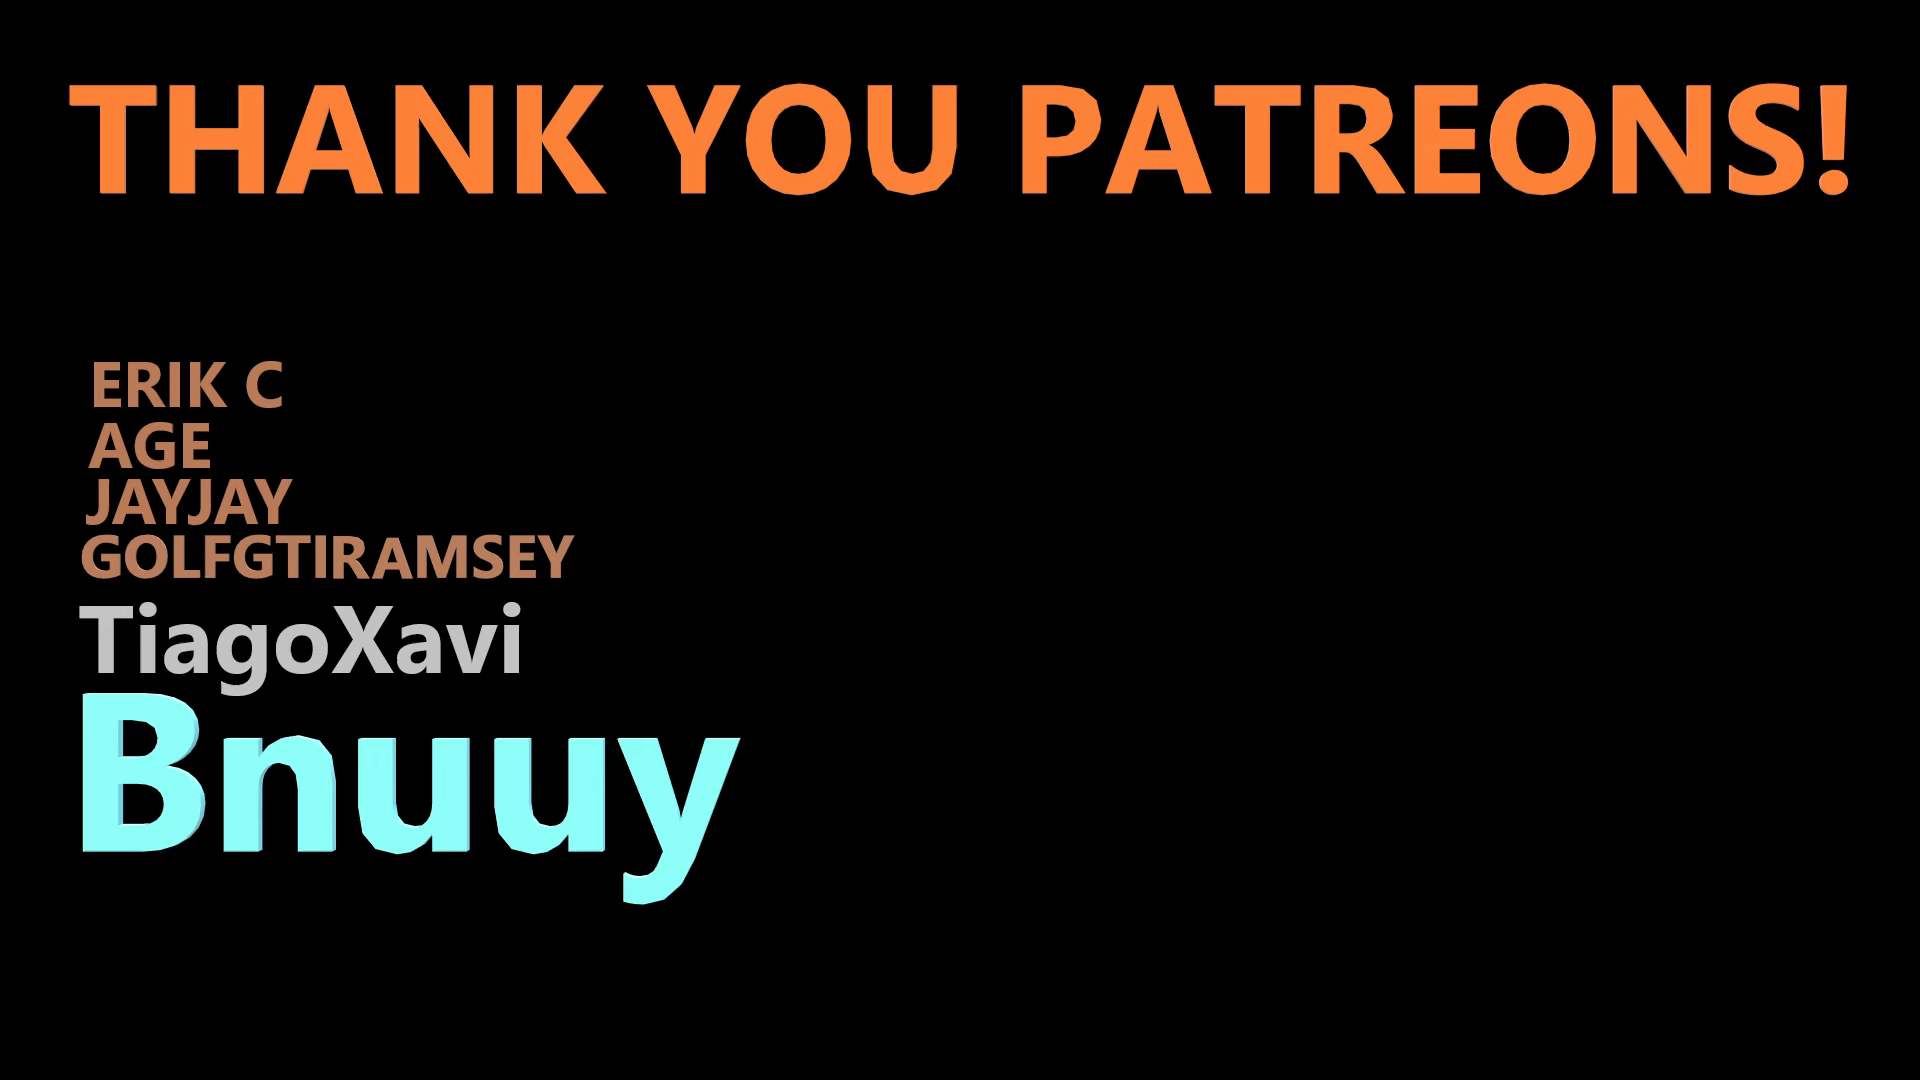 THANK YOU PATREONS!
ERIK C
AGE
JAYJAY
GOLFGTIRAMSEY
TiagoXavi
Bnuuy